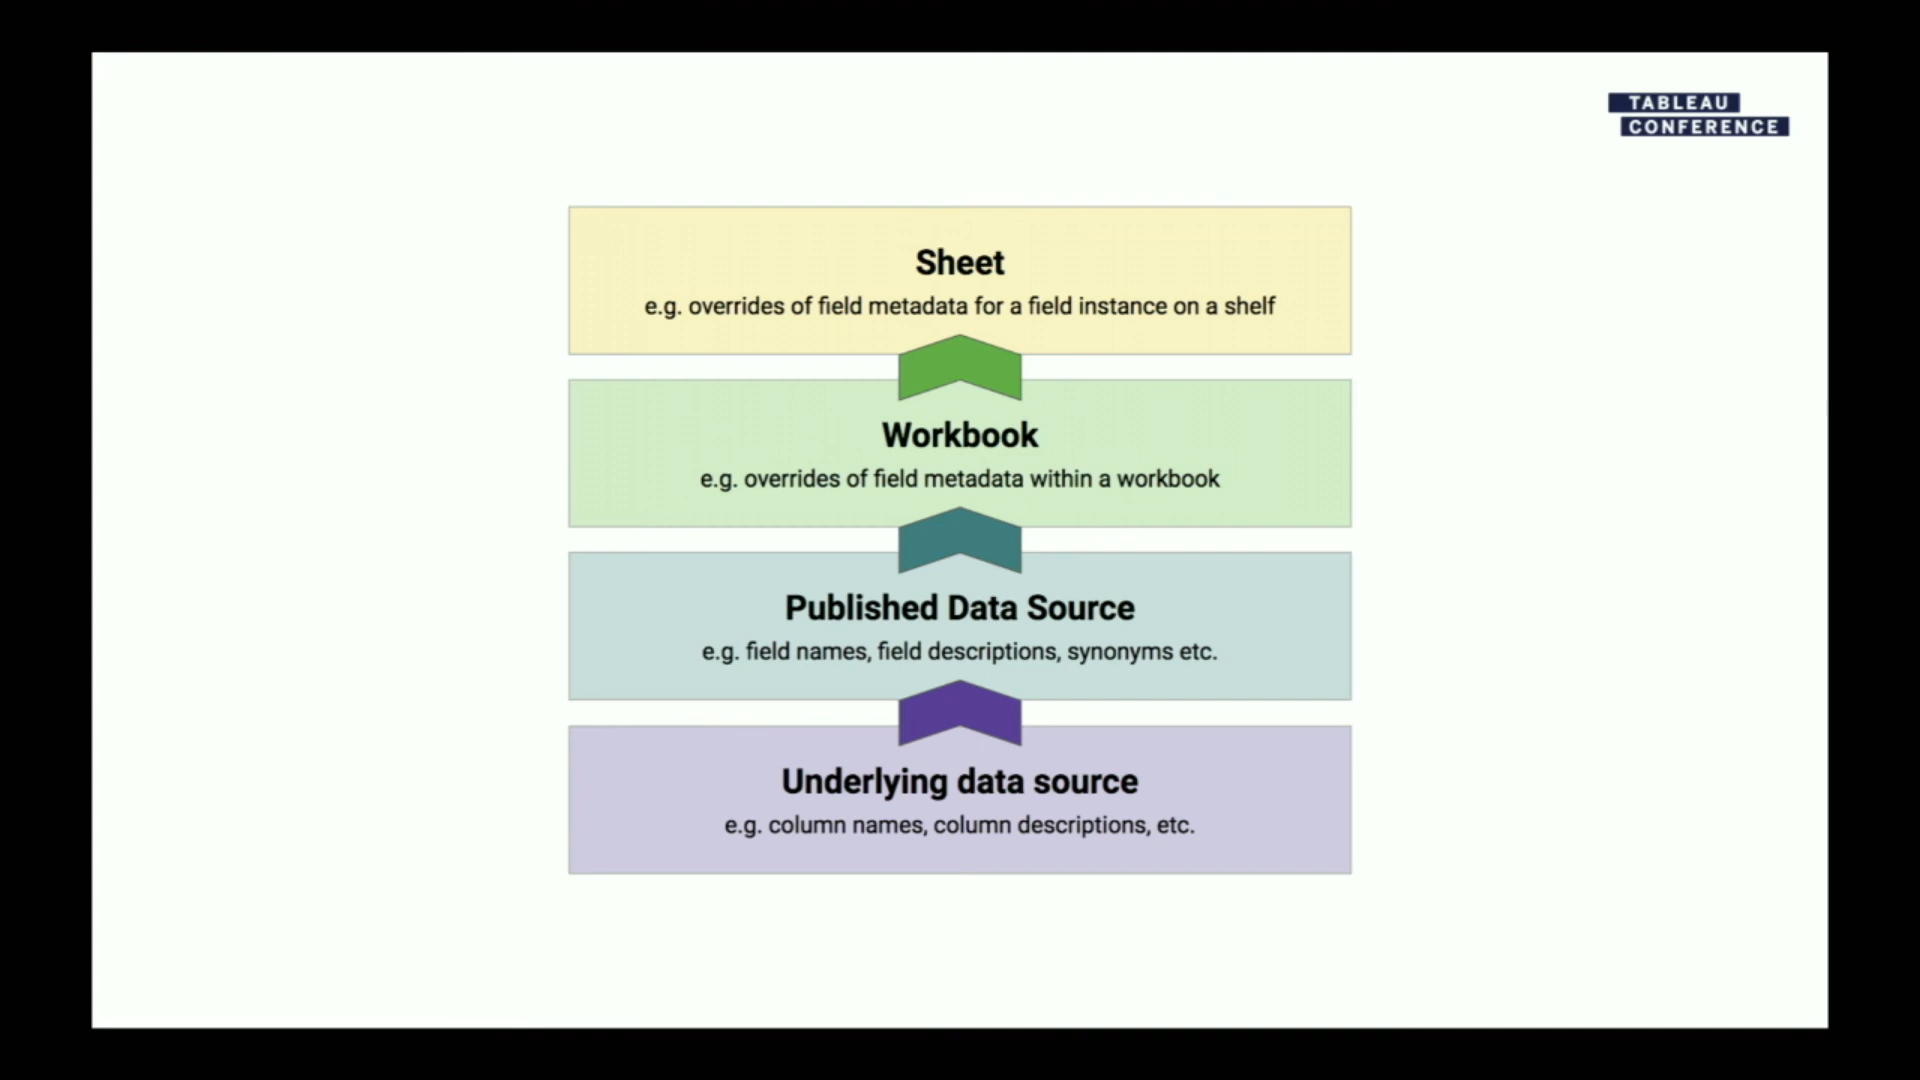 TABLEAU
CONFERENCE
Sheet
e.g. overrides of field metadata for a field instance on a shelf
Workbook
e.g. overrides of field metadata within a workbook
Published Data Source
e.g. field names, field descriptions, synonyms etc.
Underlying data source
e.g. column names, column descriptions, etc.